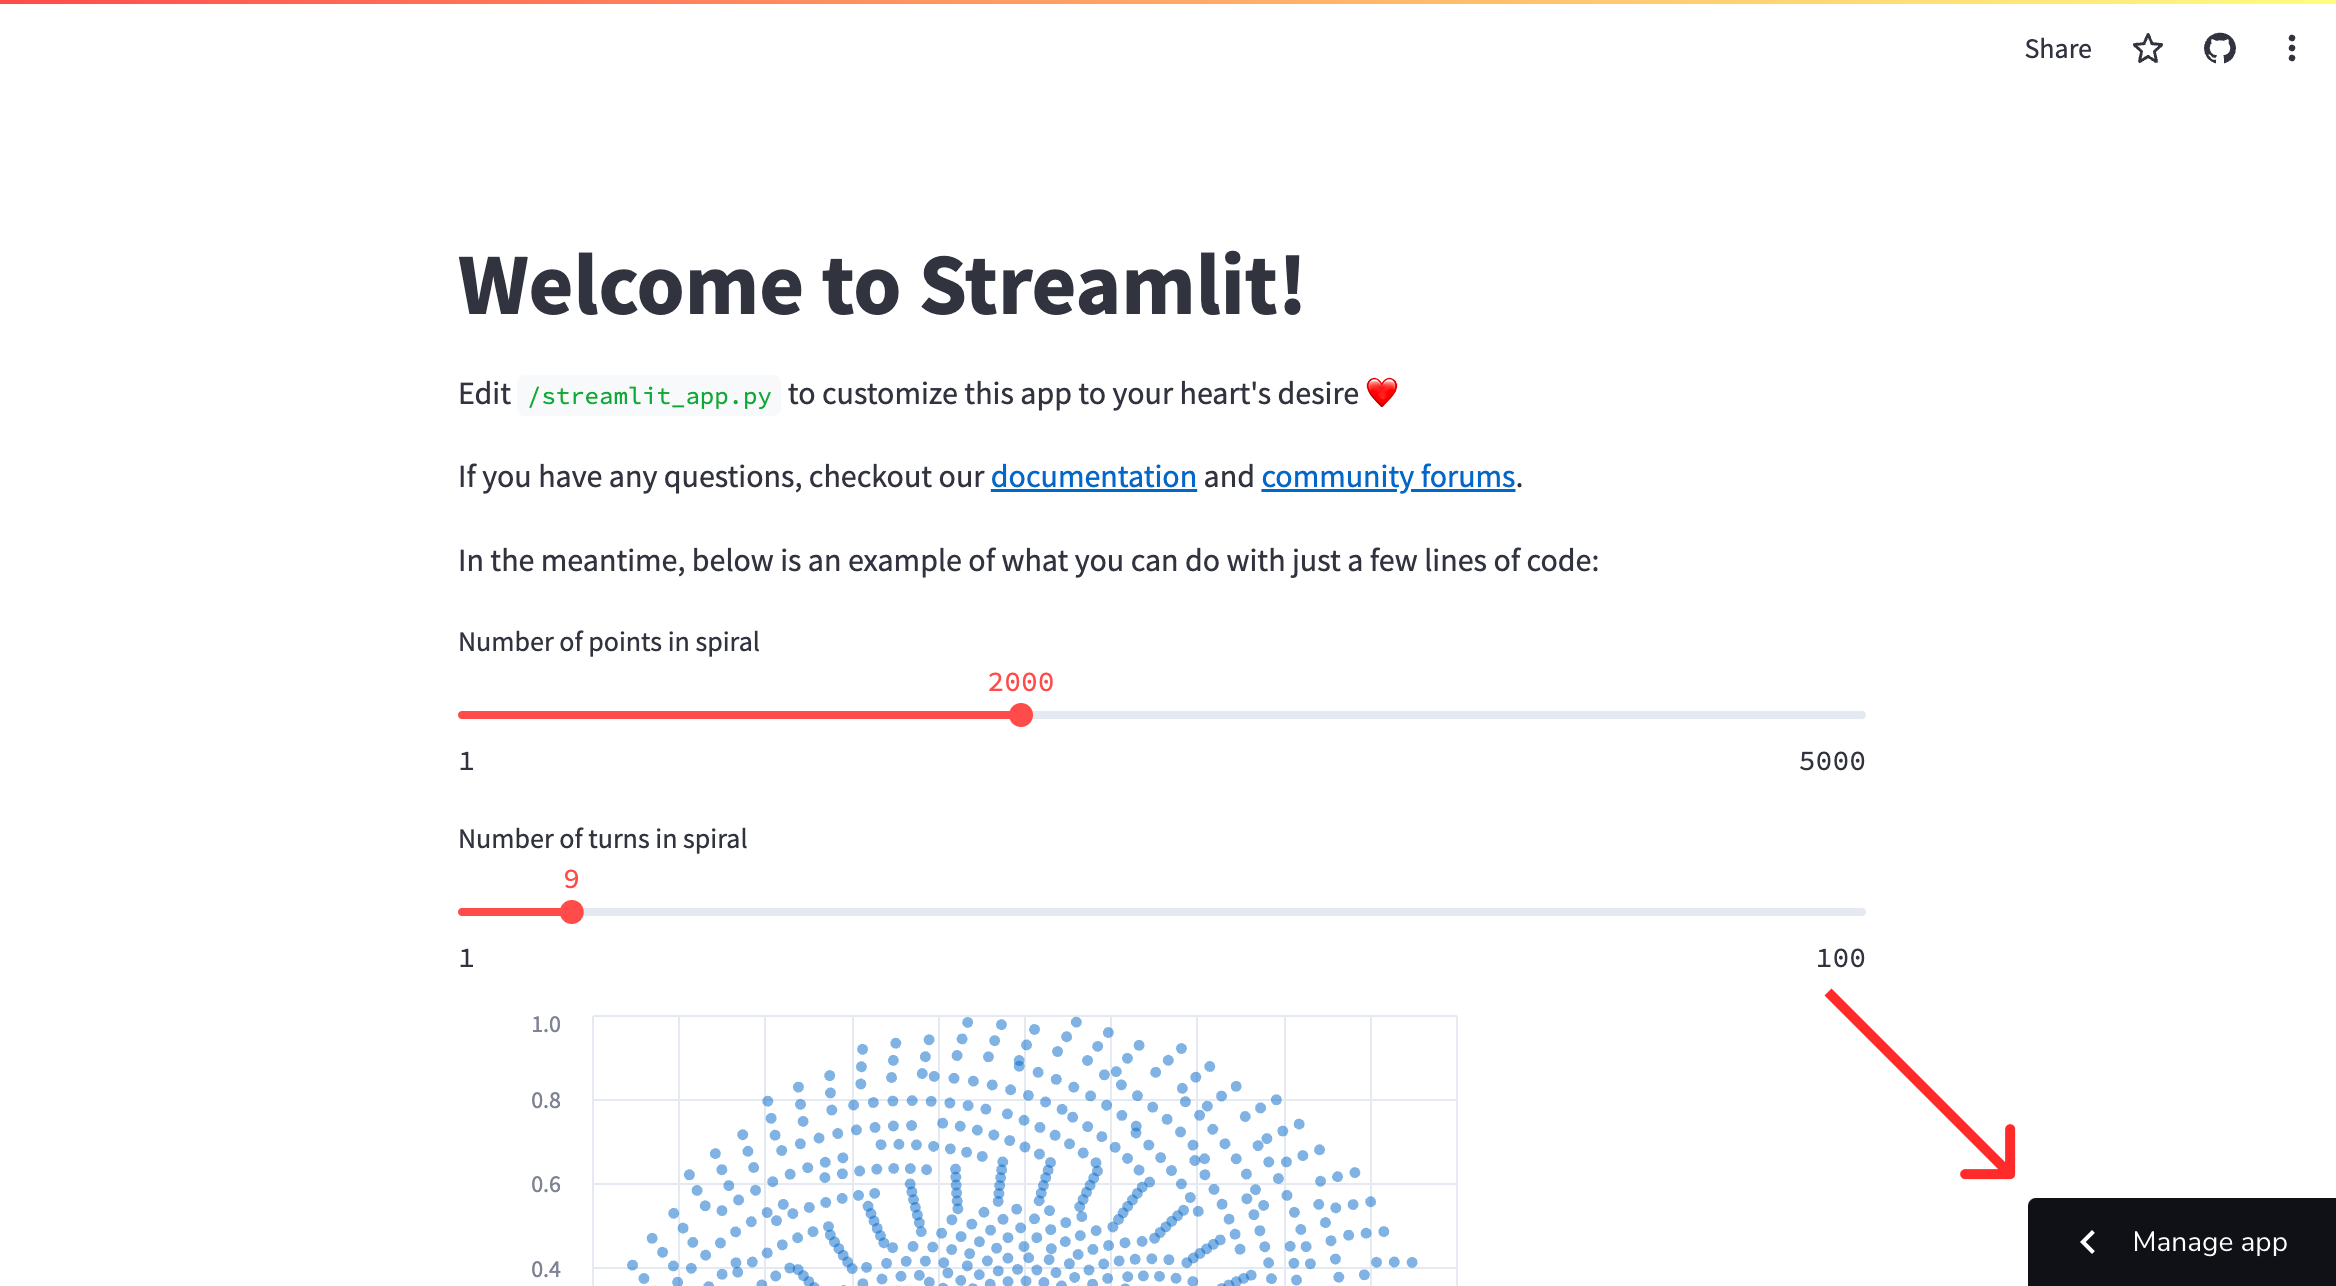 Share
Welcome to Streamlit!
Edit /streamlit_app.py to customize this app to your heart's desire ❤️
If you have any questions, checkout our documentation and community forums.
In the meantime, below is an example of what you can do with just a few lines of code:
Number of points in spiral
2000
1 5000
Number of turns in spiral
9
1 100
1.0
0.8
0.6
0.4
Manage app